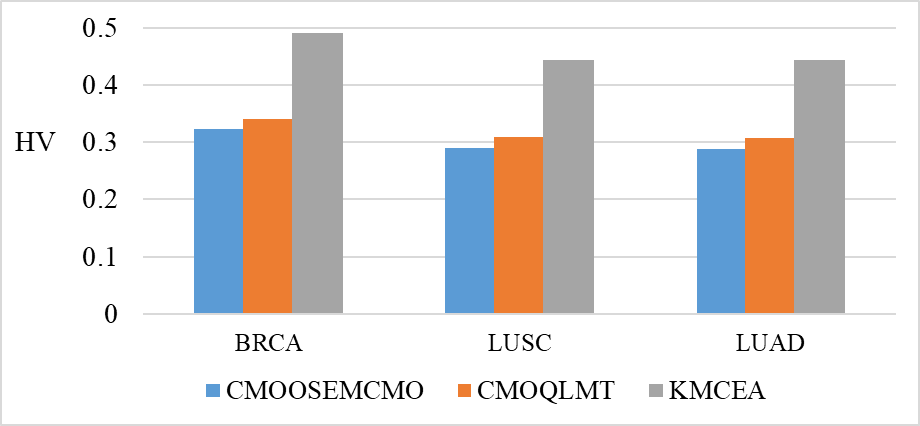 0.5
0.4
HV
0.3
0.2
0.1
0
BRCA LUSC LUAD
CMOOSEMCMO CMOQLMT KMCEA